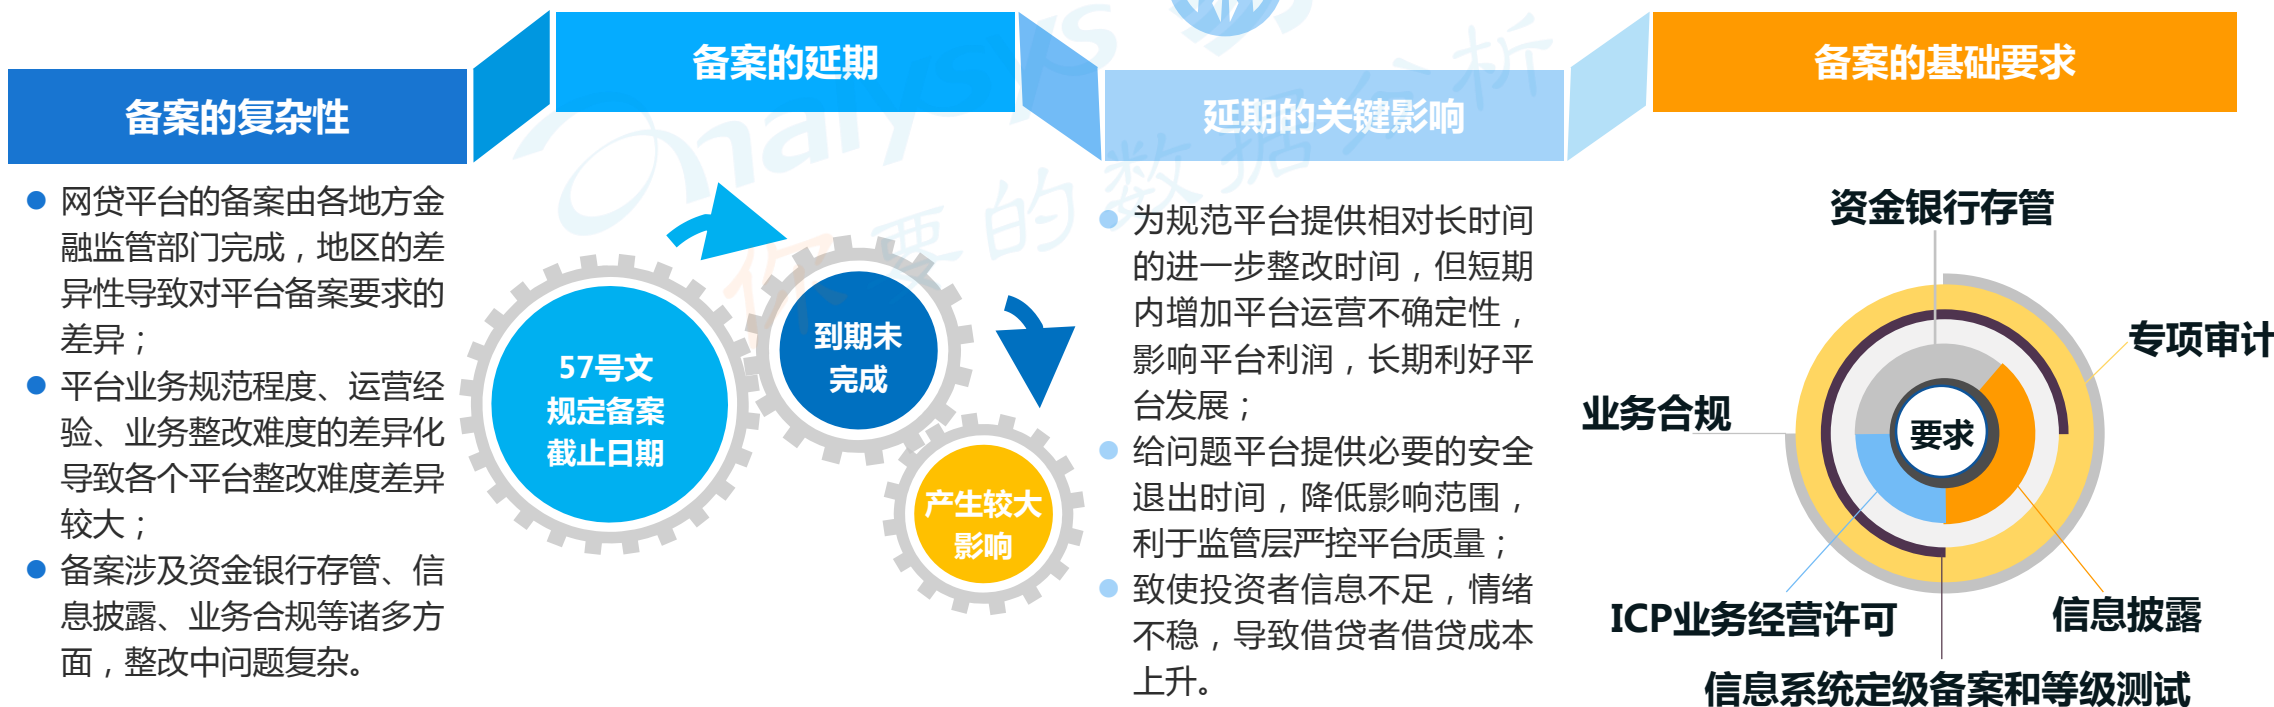 备案的复杂性
网贷平台的备案由各地方金
融监管部门完成，地区的差
异性导致对平台备案要求的
差异；
平台业务规范程度、运营经
验、业务整改难度的差异化
导致各个平台整改难度差异
较大；
备案涉及资金银行存管、信
息披露、业务合规等诸多方
面，整改中问题复杂。
备案的延期
57号文
规定备案
截止日期
到期未
完成
产生较大
影响
延期的关键影响
为规范平台提供相对长时间
的进一步整改时间，但短期
内增加平台运营不确定性，
影响平台利润，长期利好平
台发展；
给问题平台提供必要的安全
退出时间，降低影响范围，
利于监管层严控平台质量；
致使投资者信息不足，情绪
不稳，导致借贷者借贷成本
上升。
备案的基础要求
资金银行存管
专项审计
业务合规
要求
ICP业务经营许可
信息披露
信息系统定级备案和等级测试
nalysys 易
你要的数据分析